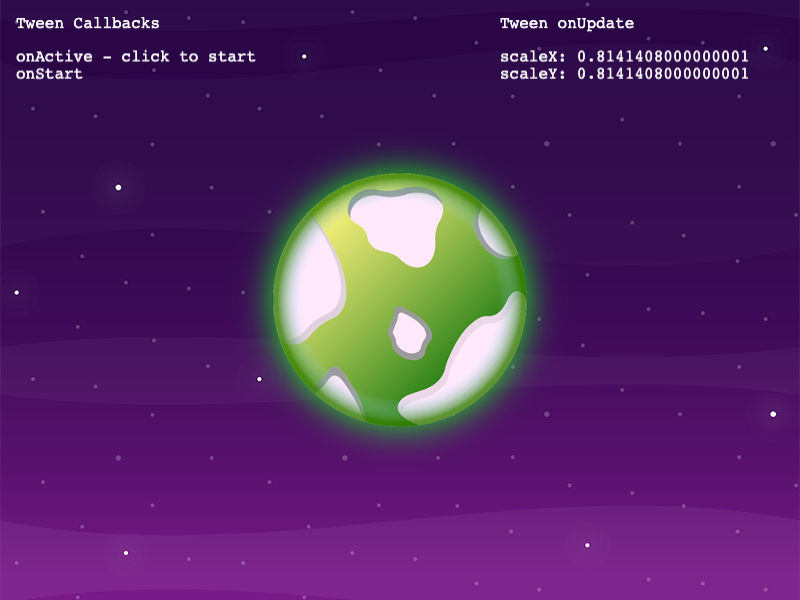 Tween Callbacks
onActive - click to start
onStart
Tween onUpdate
scaleX: 0.8141408000000001
scaleY: 0.8141408000000001